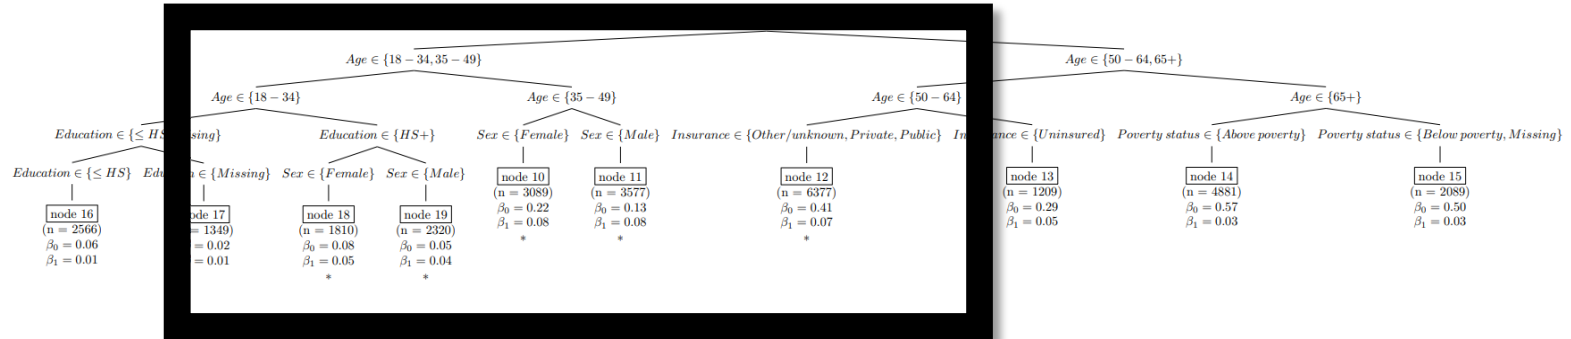 Age ∈ {18 − 34, 35 − 49}
Age ∈ {50 − 64, 65+}
Age ∈ {18 − 34}
Age ∈ {35 − 49}
Age ∈ {50 − 64}
Age ∈ {65+}
Education ∈ {≤ HS
sing}
Education ∈ {HS+}
Sex ∈ {Female}
Sex ∈ {Male}
Insurance ∈ {Other/unknown, Private, Public}
In
nce ∈ {Uninsured}
Poverty status ∈ {Above poverty}
Poverty status ∈ {Below poverty, Missing}
Education ∈ {≤ HS}
Edu
∈ {Missing}
Sex ∈ {Female}
Sex ∈ {Male}
node 10
(n = 3089)
β0 = 0.22
β1 = 0.08
*
node 11
(n = 3577)
β0 = 0.13
β1 = 0.08
*
node 12
(n = 6377)
β0 = 0.41
β1 = 0.07
*
node 13
(n = 1209)
β0 = 0.29
β1 = 0.05
node 14
(n = 4881)
β0 = 0.57
β1 = 0.03
node 15
(n = 2089)
β0 = 0.50
β1 = 0.03
node 16
(n = 2566)
β0 = 0.06
β1 = 0.01
de 17
= 1349)
= 0.02
= 0.01
node 18
(n = 1810)
β0 = 0.08
β1 = 0.05
*
node 19
(n = 2320)
β0 = 0.05
β1 = 0.04
*